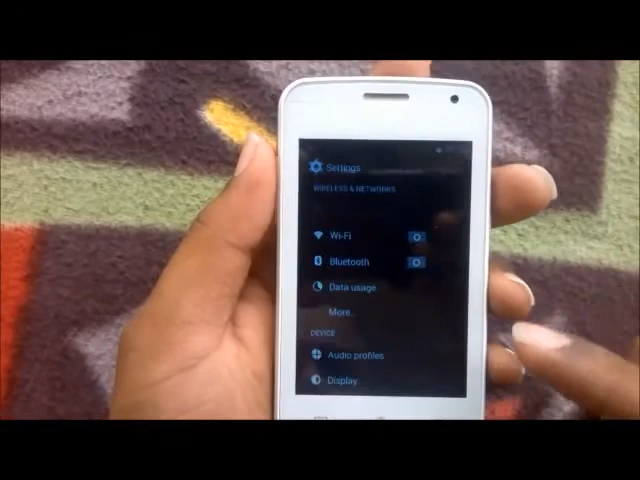 Settings
WIRELESS & NETWORKS
Wi-Fi
Bluetooth
Data usage
More..
DEVICE
Audio profiles
Display